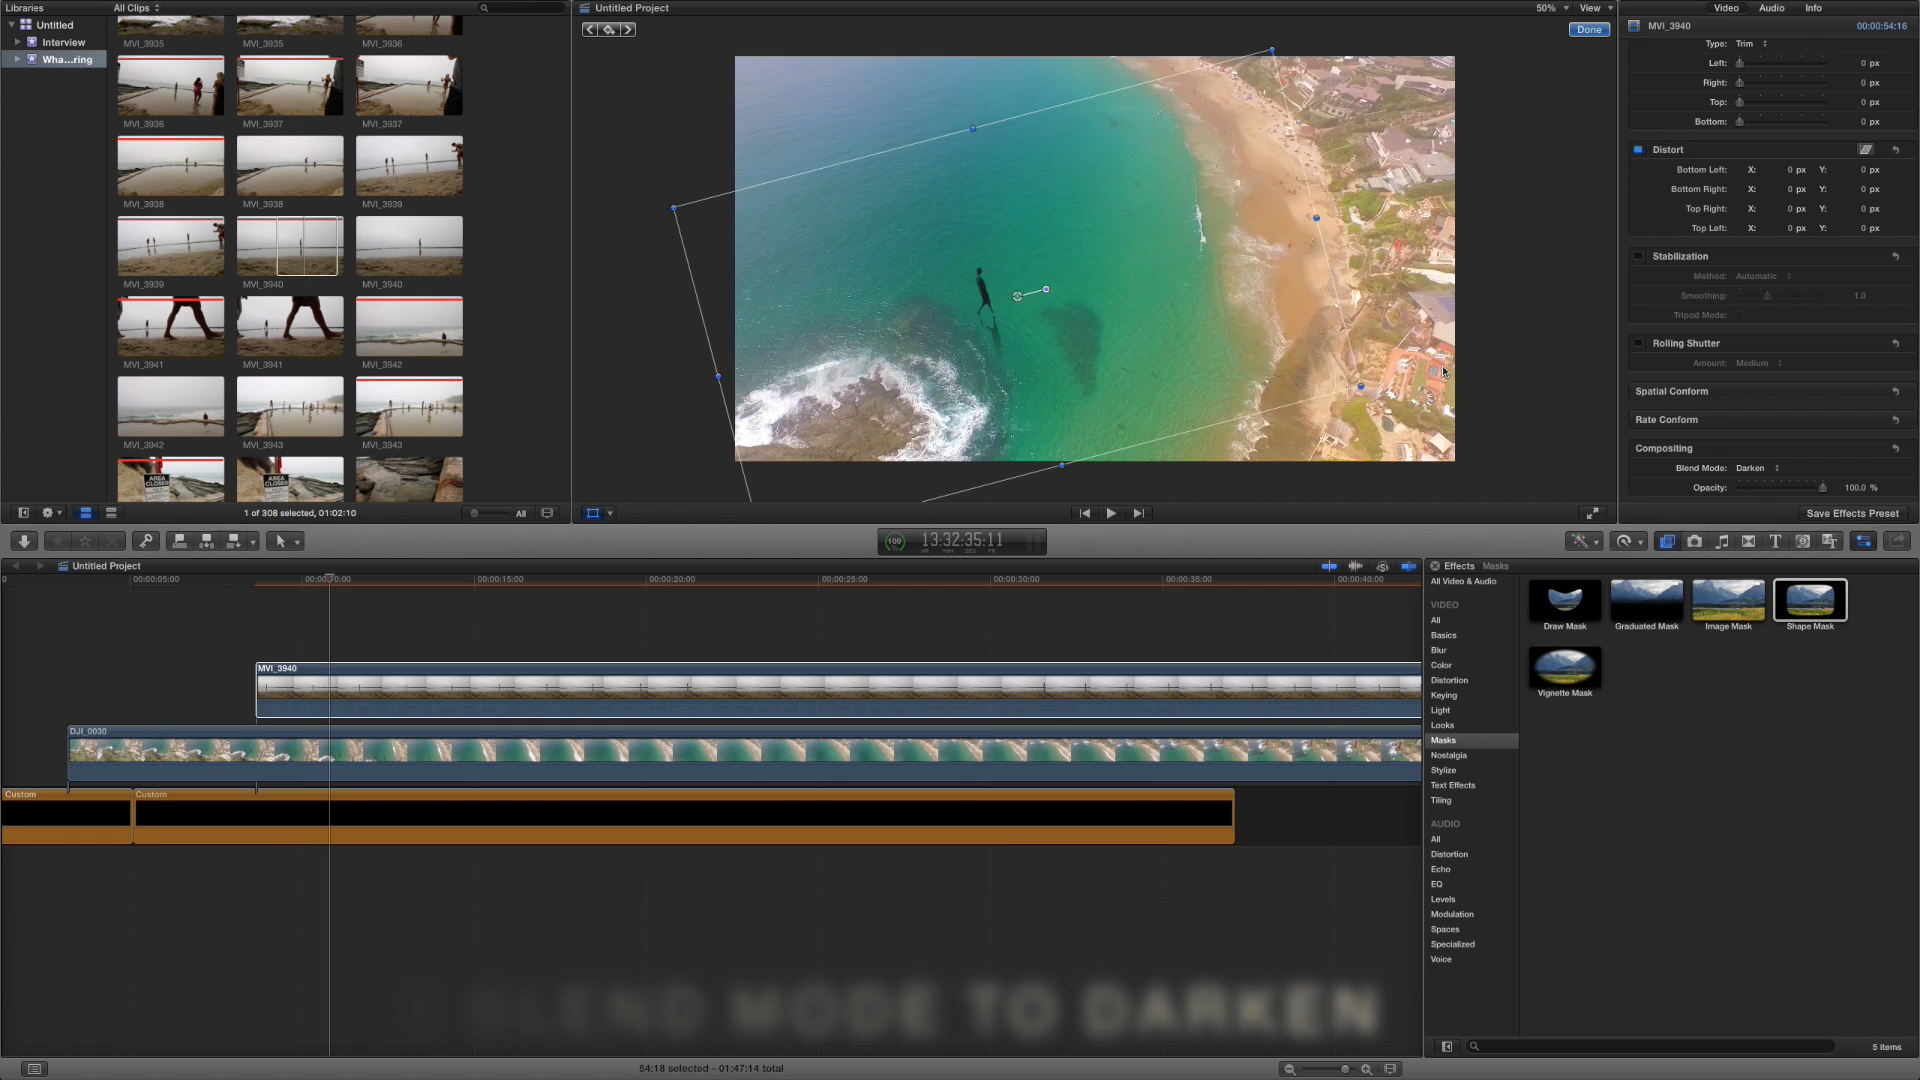 Libraries
All Clips
Untitled
Interview
Wha...ring
MVI_3935
MVI_3935
MVI_3936
MVI_3936
MVI_3937
MVI_3937
MVI_3938
MVI_3938
MVI_3939
MVI_3939
MVI_3940
MVI_3940
MVI_3941
MVI_3941
MVI_3942
MVI_3942
MVI_3943
MVI_3943
AREA
CLOSED
AREA
CLOSED
1 of 308 selected, 01:02:10
All
Untitled Project
50%
View
Done
Video
Audio
Info
MVI_3940
00:00:54:16
Type: Trim
Left: 0 px
Right: 0 px
Top: 0 px
Bottom: 0 px
Distort
Bottom Left: X: 0 px Y: 0 px
Bottom Right: X: 0 px Y: 0 px
Top Right: X: 0 px Y: 0 px
Top Left: X: 0 px Y: 0 px
Stabilization
Method: Automatic
Smoothing: 1.0
Tripod Mode:
Rolling Shutter
Amount: Medium
Spatial Conform
Rate Conform
Compositing
Blend Mode: Darken
Opacity: 100.0 %
Save Effects Preset
100
13:32:35:11
HR MIN SEC FR
Untitled Project
00:00:05:00
00:00:15:00
00:00:20:00
00:00:25:00
00:00:30:00
00:00:35:00
00:00:40:00
MVI_3940
DJI_0030
Custom
Custom
BLEND MODE TO DARKEN
54:18 selected - 01:47:14 total
Effects
Masks
All Video & Audio
VIDEO
All
Basics
Blur
Color
Distortion
Keying
Light
Looks
Masks
Nostalgia
Stylize
Text Effects
Tiling
AUDIO
All
Distortion
Echo
EQ
Levels
Modulation
Spaces
Specialized
Voice
Draw Mask
Graduated Mask
Image Mask
Shape Mask
Vignette Mask
5 items